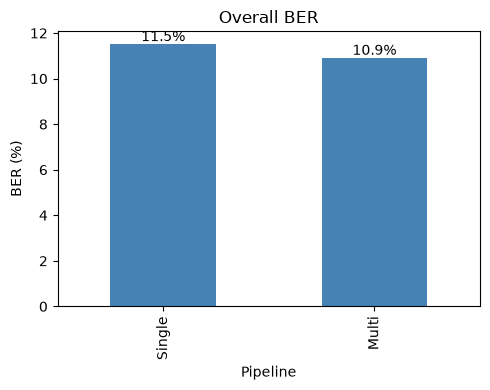 Overall BER
12
10
8
6
4
2
0
BER (%)
11.5%
10.9%
Single
Multi
Pipeline